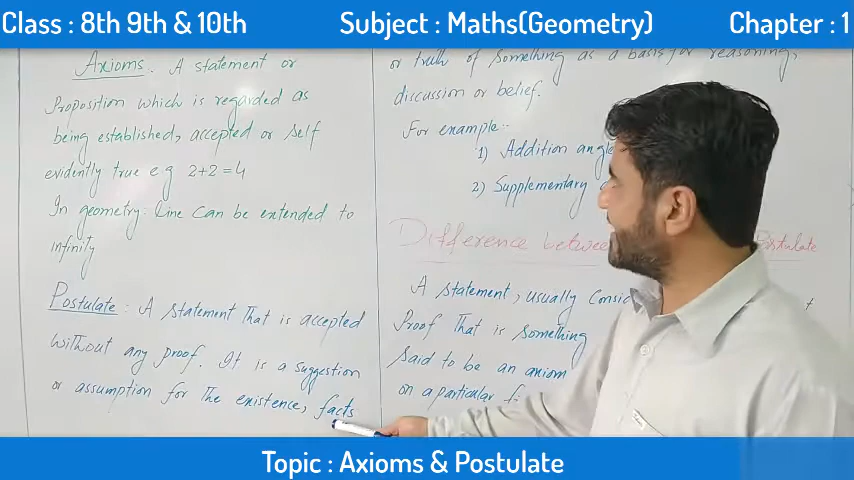 Class : 8th 9th & 10th
Subject : Maths(Geometry)
Chapter : 1
Axioms. A statement or
Proposition which is regarded as
being established, accepted or self
evidently true e g 2+2=4
In geometry: Line can be extended to
infinity
Postulate: A statement that is accepted
without any proof. It is a suggestion
or assumption for the existence, facts
or truth of something as a basis for reasoning,
discussion or belief.
For example:-
1) Addition angle
2) Supplementary
Difference betwee Postulate
A statement, usually consid
Proof that is something
said to be an axiom
on a particular f
Topic : Axioms & Postulate